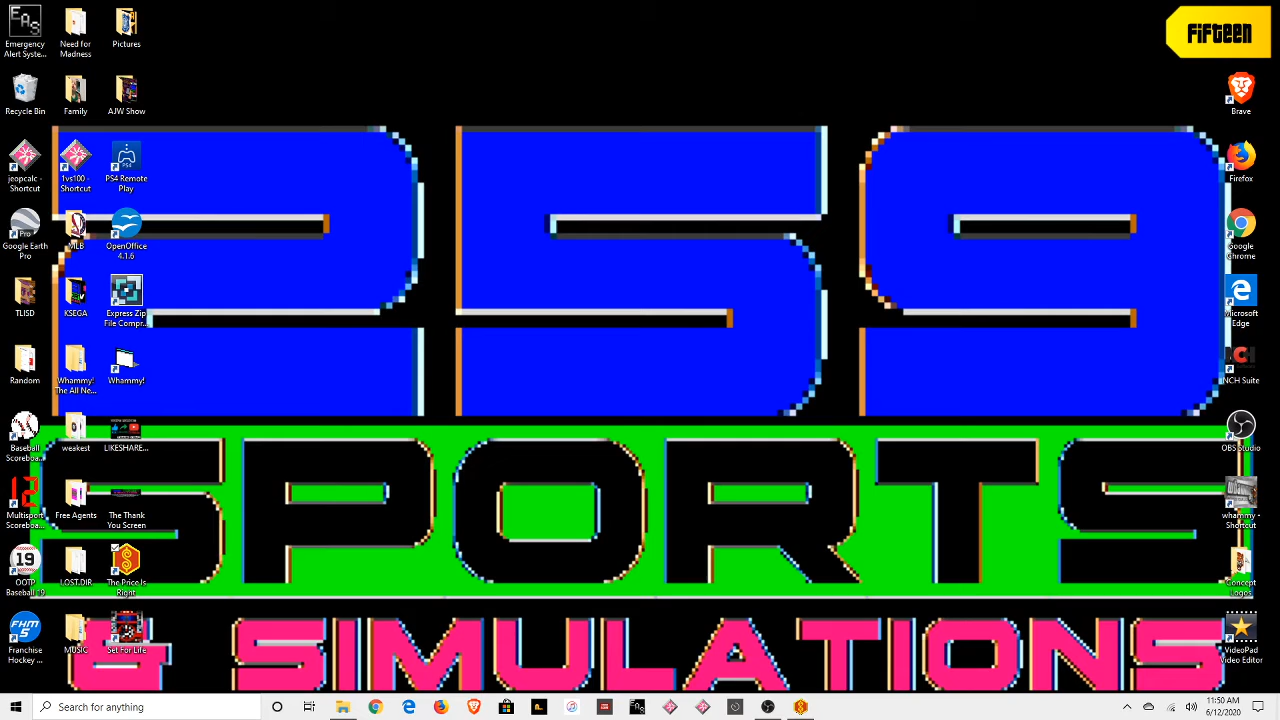 Emergency
Alert Syste...
Need for
Madness
Pictures
FIFTEEN
Recycle Bin
Family
AJW Show
Brave
jeopcalc -
Shortcut
1vs100 -
Shortcut
PS4 Remote
Play
Firefox
Google Earth
Pro
MLB
OpenOffice
4.1.6
Google
Chrome
TLISD
KSEGA
Express Zip
File Compr...
Microsoft
Edge
Random
Whammy!
The All Ne...
Whammy!
NCH Suite
Baseball
Scoreboa...
weakest
LIKESHARE...
OBS Studio
Multisport
Scoreboa...
Free Agents
The Thank
You Screen
whammy -
Shortcut
OOTP
Baseball 19
LOST.DIR
The Price Is
Right
Concept
Logos
Franchise
Hockey ...
MUSIC
Set For Life
VideoPad
Video Editor
259
SPORTS
& SIMULATIONS
Type here to search anything
11:50 AM
6/12/2020